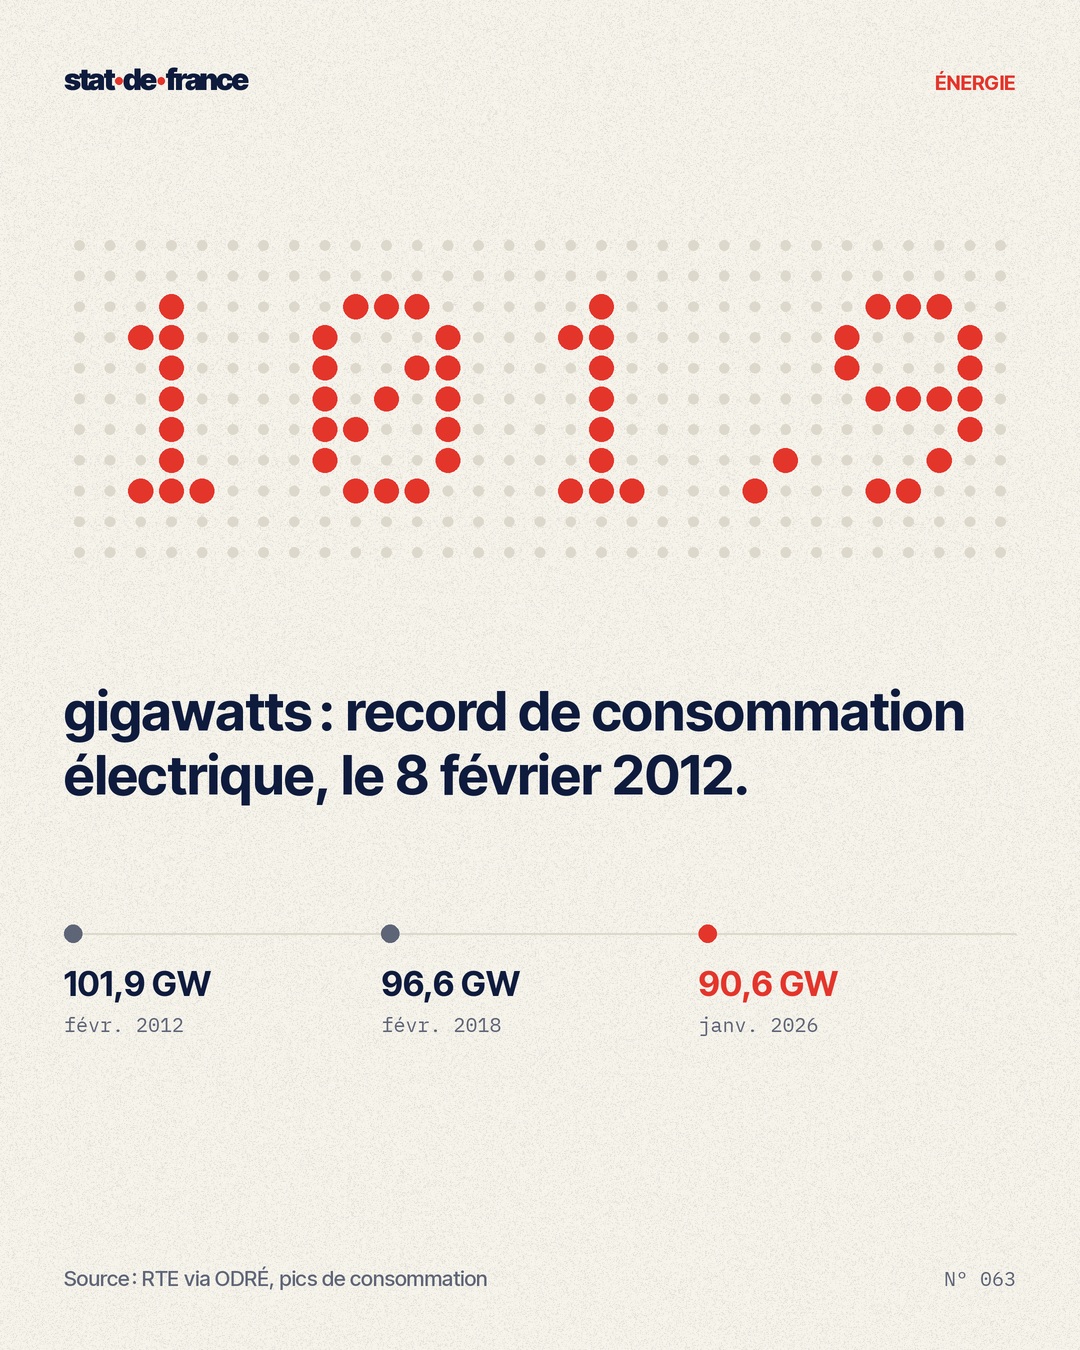 stat•de•france
ÉNERGIE
101,9
gigawatts : record de consommation
électrique, le 8 février 2012.
101,9 GW
févr. 2012
96,6 GW
févr. 2018
90,6 GW
janv. 2026
Source : RTE via ODRÉ, pics de consommation
N° 063